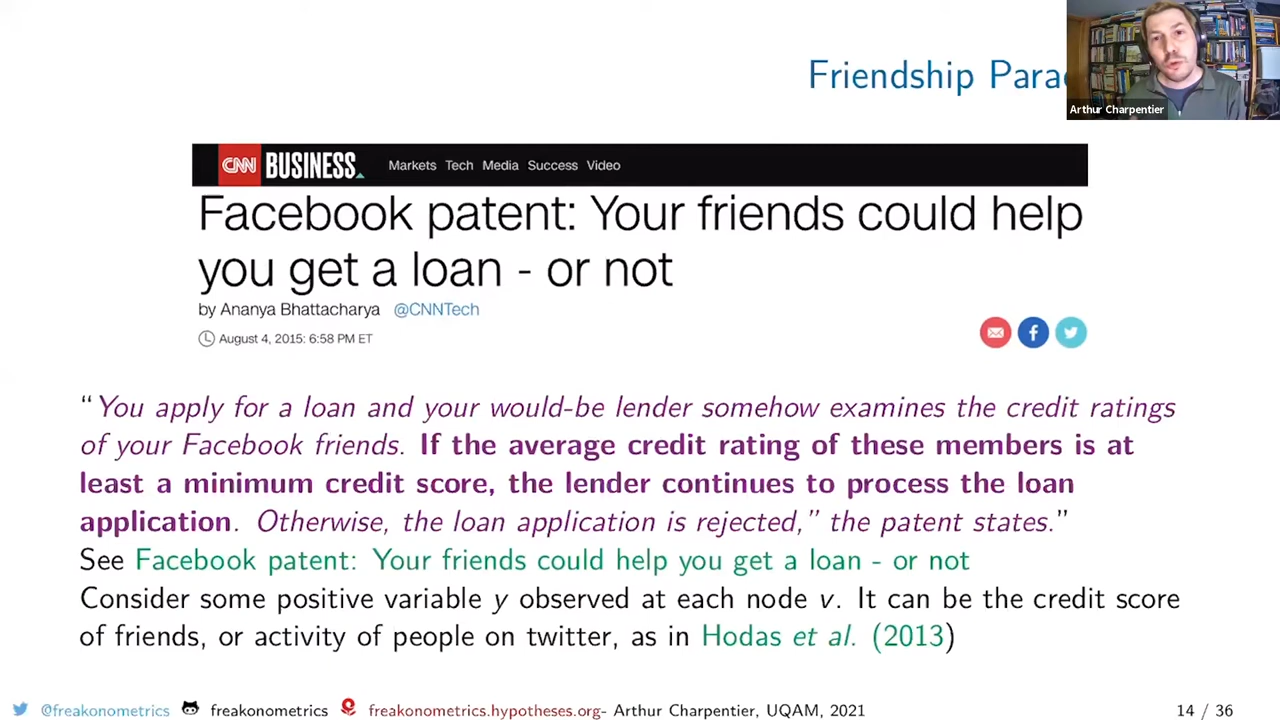 Friendship Para
Arthur Charpentier
CNN BUSINESS Markets Tech Media Success Video
Facebook patent: Your friends could help
you get a loan - or not
by Ananya Bhattacharya @CNNTech
August 4, 2015: 6:58 PM ET
“You apply for a loan and your would-be lender somehow examines the credit ratings
of your Facebook friends. If the average credit rating of these members is at
least a minimum credit score, the lender continues to process the loan
application. Otherwise, the loan application is rejected,” the patent states.”
See Facebook patent: Your friends could help you get a loan - or not
Consider some positive variable y observed at each node v. It can be the credit score
of friends, or activity of people on twitter, as in Hodas et al. (2013)
@freakonometrics freakonometrics freakonometrics.hypotheses.org- Arthur Charpentier, UQAM, 2021 14 / 36